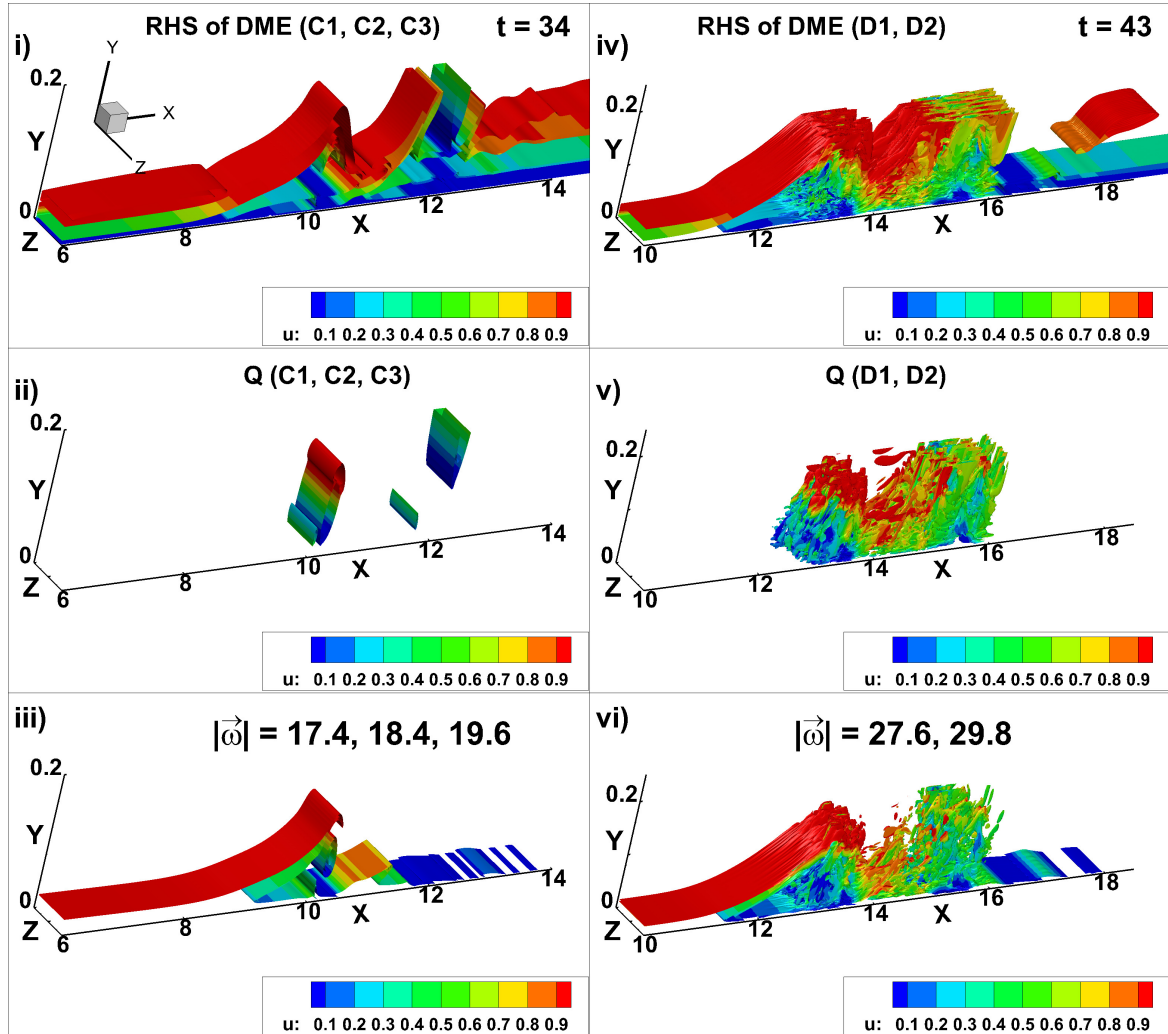 i)
RHS of DME (C1, C2, C3)
t = 34
Y
X
Z
0.2
Y
0
Z
6
8
10
X
12
14
u: 0.1 0.2 0.3 0.4 0.5 0.6 0.7 0.8 0.9
iv)
RHS of DME (D1, D2)
t = 43
0.2
Y
0
Z
10
12
14
X
16
18
u: 0.1 0.2 0.3 0.4 0.5 0.6 0.7 0.8 0.9
ii)
Q (C1, C2, C3)
0.2
Y
0
Z
6
8
10
X
12
14
u: 0.1 0.2 0.3 0.4 0.5 0.6 0.7 0.8 0.9
v)
Q (D1, D2)
0.2
Y
0
Z
10
12
14
X
16
18
u: 0.1 0.2 0.3 0.4 0.5 0.6 0.7 0.8 0.9
iii)
|ω⃗| = 17.4, 18.4, 19.6
0.2
Y
0
Z
6
8
10
X
12
14
u: 0.1 0.2 0.3 0.4 0.5 0.6 0.7 0.8 0.9
vi)
|ω⃗| = 27.6, 29.8
0.2
Y
0
Z
10
12
14
X
16
18
u: 0.1 0.2 0.3 0.4 0.5 0.6 0.7 0.8 0.9